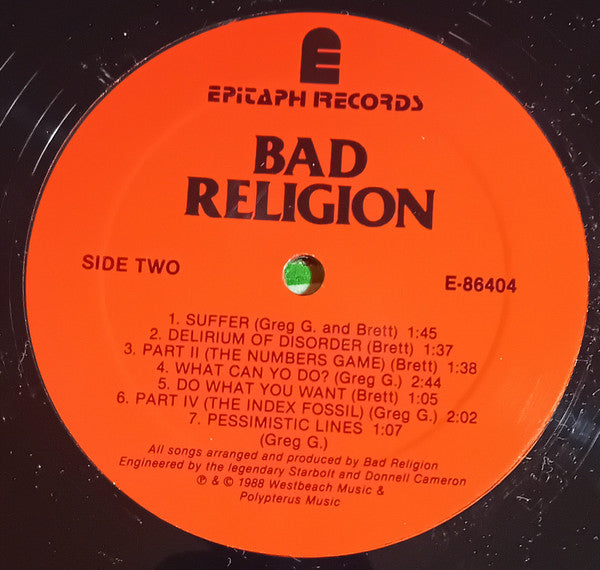 E
EPITAPH RECORDS
BAD
RELIGION
SIDE TWO
E-86404
1. SUFFER (Greg G. and Brett) 1:45
2. DELIRIUM OF DISORDER (Brett) 1:37
3. PART II (THE NUMBERS GAME) (Brett) 1:38
4. WHAT CAN YO DO? (Greg G.) 2:44
5. DO WHAT YOU WANT (Brett) 1:05
6. PART IV (THE INDEX FOSSIL) (Greg G.) 2:02
7. PESSIMISTIC LINES 1:07
(Greg G.)
All songs arranged and produced by Bad Religion
Engineered by the legendary Starbolt and Donnell Cameron
℗ & © 1988 Westbeach Music &
Polypterus Music